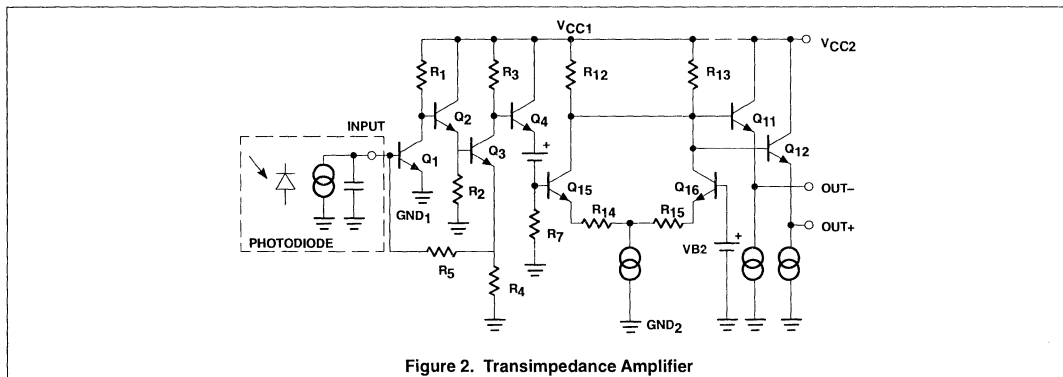 VCC1
VCC2
R1
R3
R12
R13
Q2
Q4
Q11
INPUT
Q1
Q3
Q12
R2
Q15
Q16
OUT–
GND1
R14
R15
PHOTODIODE
R7
VB2
OUT+
R5
R4
GND2
+
+
Figure 2. Transimpedance Amplifier